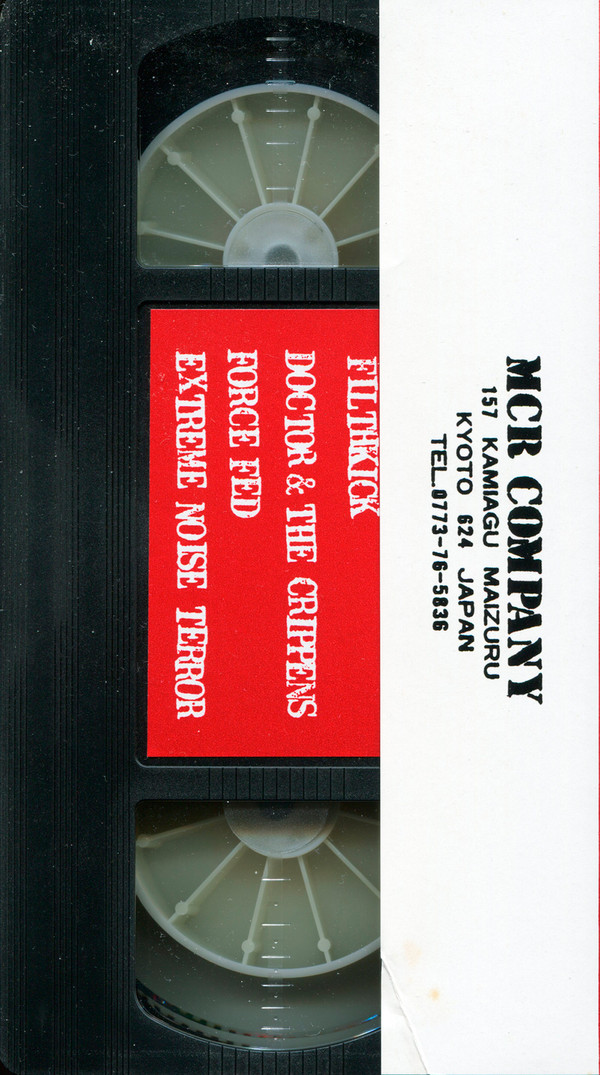 FILTHKICK
DOCTOR & THE CRIPPENS
FORCE FED
EXTREME NOISE TERROR
MCR COMPANY
157 KAMIAGU MAIZURU
KYOTO 624 JAPAN
TEL.0773-76-5836